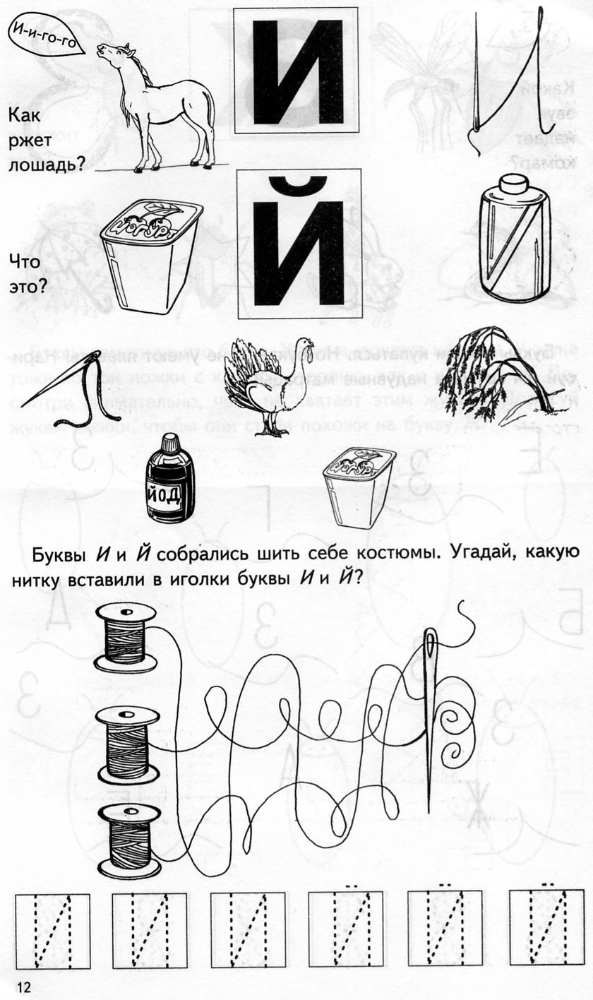 И-и-го-го
И
Как
ржет
лошадь?
Й
йогурт
Что
это?
ЙОД
йогурт
Буквы И и Й собрались шить себе костюмы. Угадай, какую
нитку вставили в иголки буквы И и Й?
И И И Й Й Й
12